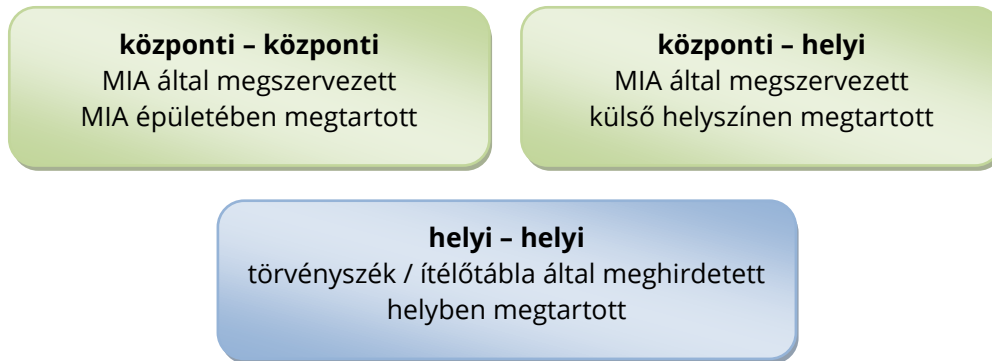 központi – központi
MIA által megszervezett
MIA épületében megtartott
központi – helyi
MIA által megszervezett
külső helyszínen megtartott
helyi – helyi
törvényszék / ítélőtábla által meghirdetett
helyben megtartott